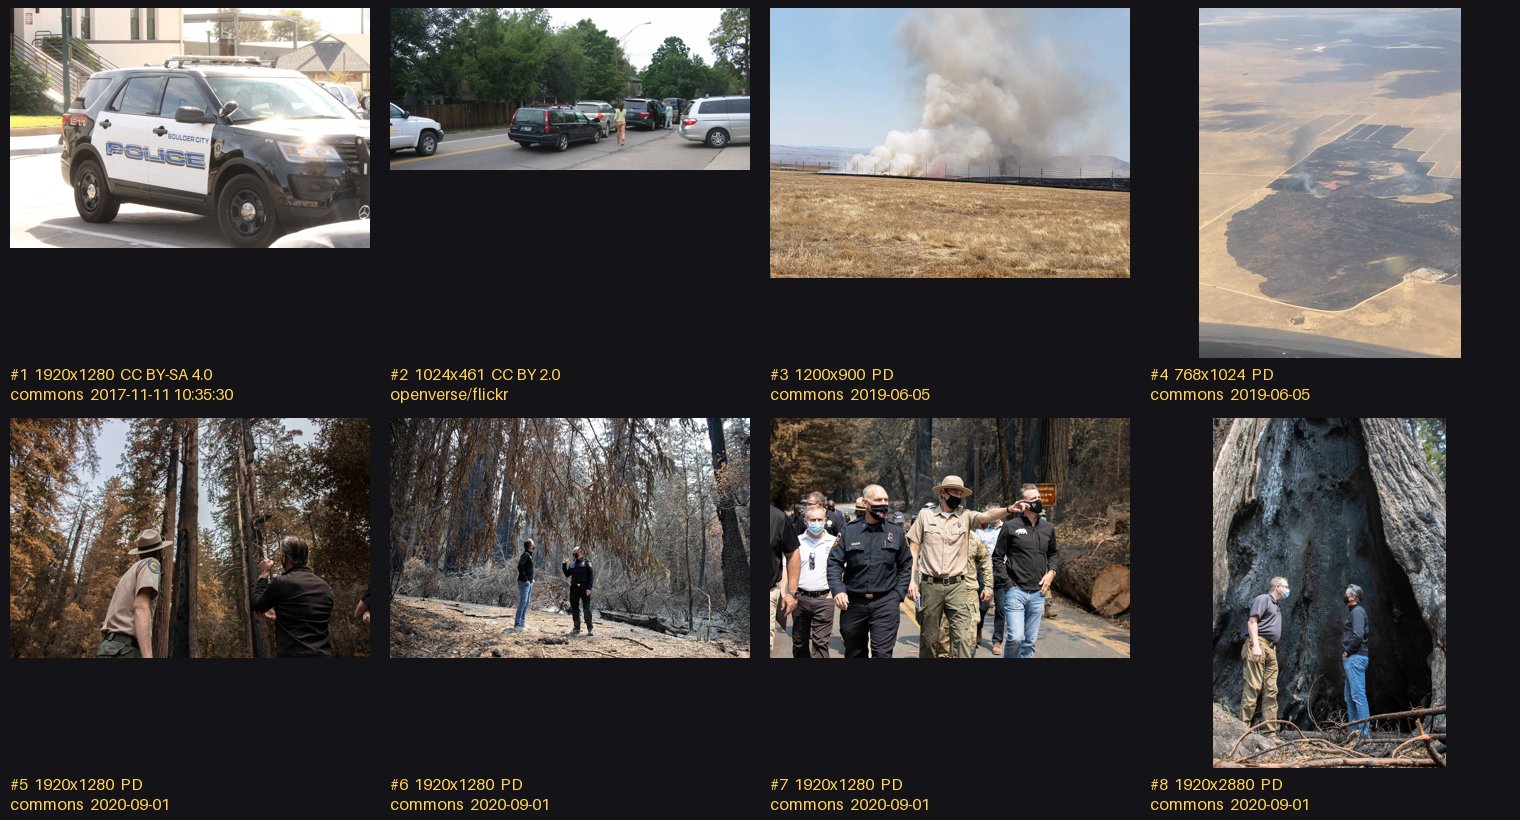 BOULDER CITY
POLICE
#1 1920x1280 CC BY-SA 4.0
commons 2017-11-11 10:35:30
#2 1024x461 CC BY 2.0
openverse/flickr
#3 1200x900 PD
commons 2019-06-05
#4 768x1024 PD
commons 2019-06-05
#5 1920x1280 PD
commons 2020-09-01
#6 1920x1280 PD
commons 2020-09-01
#7 1920x1280 PD
commons 2020-09-01
#8 1920x2880 PD
commons 2020-09-01